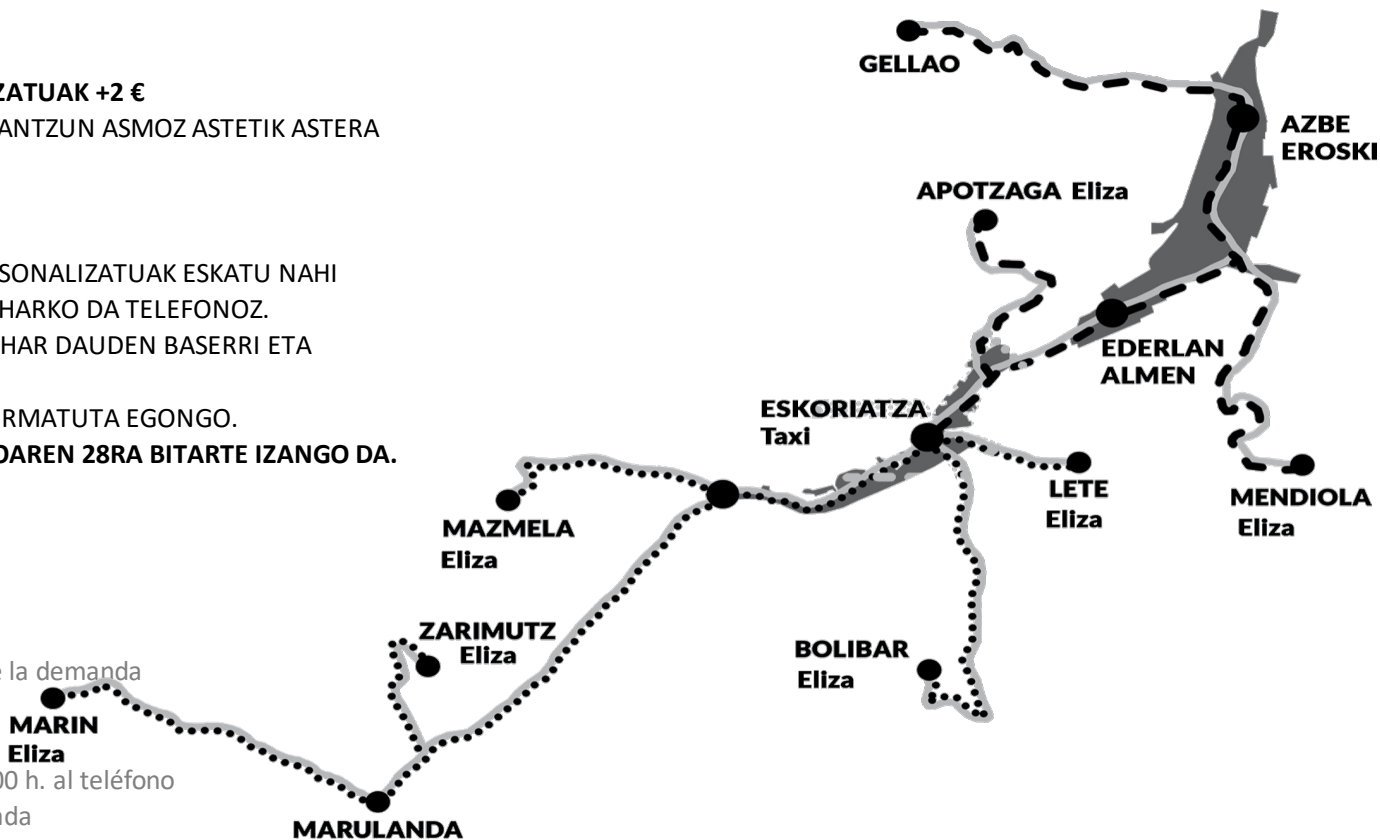 ZATUAK +2 €
ANTZUN ASMOZ ASTETIK ASTERA
SONALIZATUAK ESKATU NAHI
HARKO DA TELEFONOZ.
HAR DAUDEN BASERRI ETA
RMATUTA EGONGO.
OAREN 28RA BITARTE IZANGO DA.
e la demanda
00 h. al teléfono
nda
GELLAO
AZBE
EROSKI
APOTZAGA Eliza
EDERLAN
ALMEN
ESKORIATZA
Taxi
LETE
Eliza
MENDIOLA
Eliza
MAZMELA
Eliza
ZARIMUTZ
Eliza
BOLIBAR
Eliza
MARIN
Eliza
MARULANDA